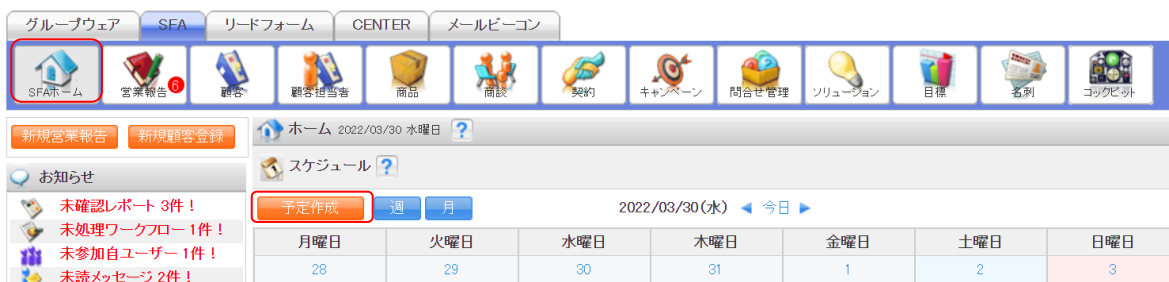 グループウェア SFA リードフォーム CENTER メールビーコン
SFAホーム 営業報告 6 顧客 顧客担当者 商品 商談 契約 キャンペーン 問合せ管理 ソリューション 目標 名刺 コックピット
新規営業報告 新規顧客登録
ホーム 2022/03/30 水曜日 ?
スケジュール ?
お知らせ
未確認レポート 3件！
未処理ワークフロー 1件！
未参加自ユーザー 1件！
未読メッセージ 2件！
予定作成 週 月 2022/03/30(水) 今日
月曜日 火曜日 水曜日 木曜日 金曜日 土曜日 日曜日
28 29 30 31 1 2 3